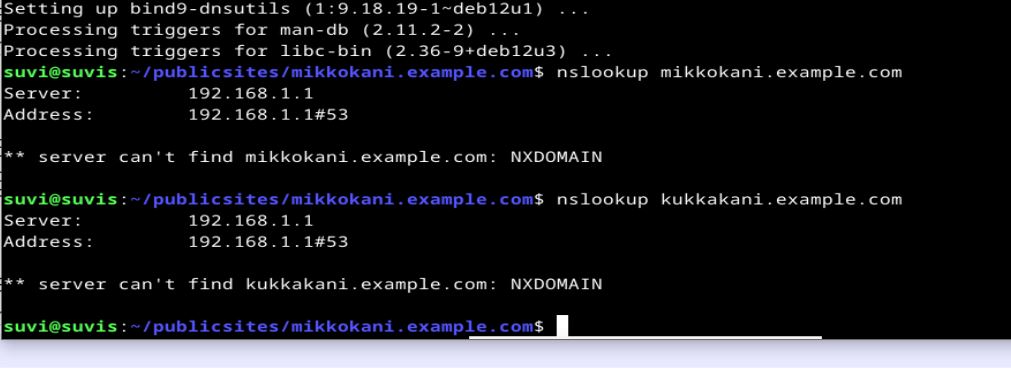 Setting up bind9-dnsutils (1:9.18.19-1~deb12u1) ...
Processing triggers for man-db (2.11.2-2) ...
Processing triggers for libc-bin (2.36-9+deb12u3) ...
suvi@suvis:~/publicsites/mikkokani.example.com$ nslookup mikkokani.example.com
Server:         192.168.1.1
Address:        192.168.1.1#53
** server can't find mikkokani.example.com: NXDOMAIN
suvi@suvis:~/publicsites/mikkokani.example.com$ nslookup kukkakani.example.com
Server:         192.168.1.1
Address:        192.168.1.1#53
** server can't find kukkakani.example.com: NXDOMAIN
suvi@suvis:~/publicsites/mikkokani.example.com$